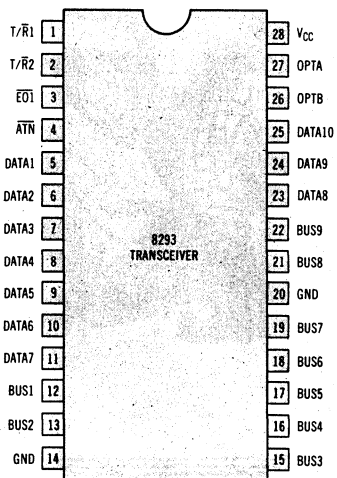 T/R̅1 1 28 VCC
T/R̅2 2 27 OPTA
E̅O̅1̅ 3 26 OPTB
A̅T̅N̅ 4 25 DATA10
DATA1 5 24 DATA9
DATA2 6 23 DATA8
DATA3 7 22 BUS9
8293
TRANSCEIVER
DATA4 8 21 BUS8
DATA5 9 20 GND
DATA6 10 19 BUS7
DATA7 11 18 BUS6
BUS1 12 17 BUS5
BUS2 13 16 BUS4
GND 14 15 BUS3